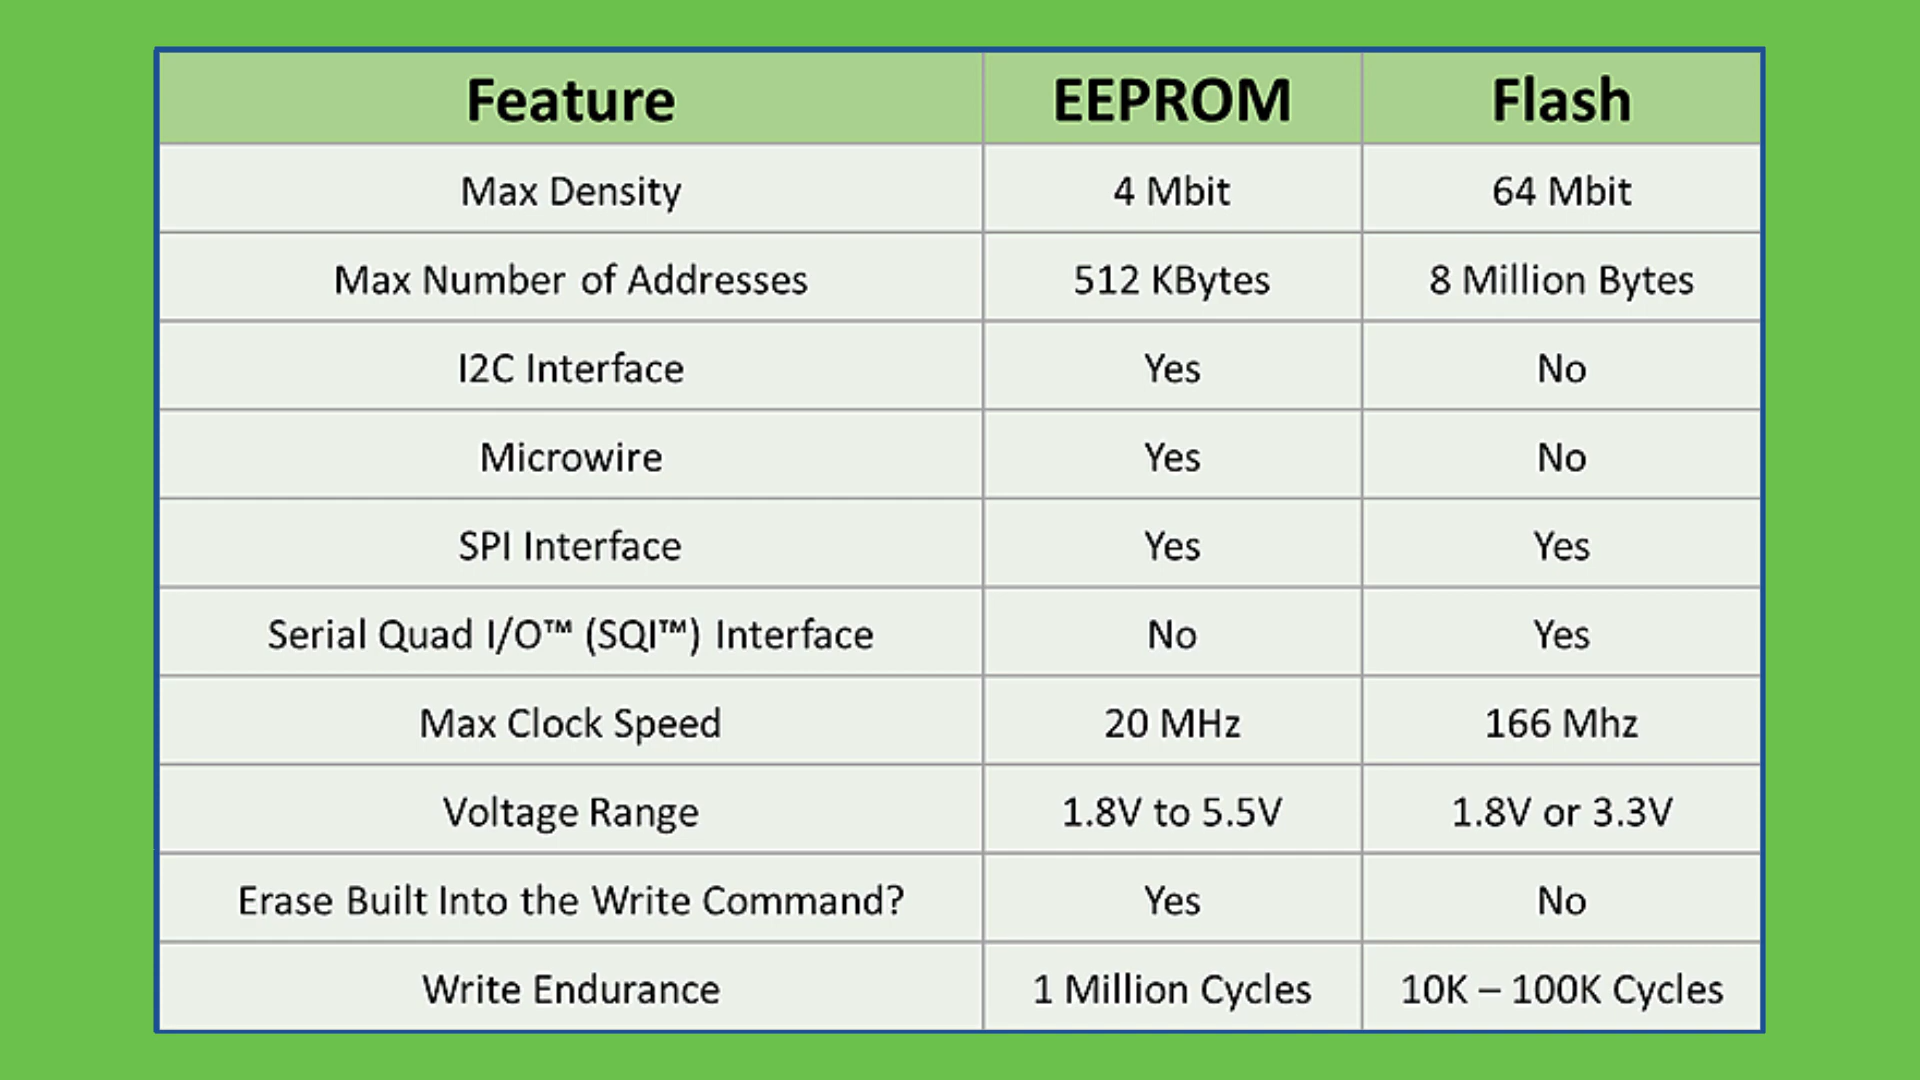 Feature EEPROM Flash
Max Density 4 Mbit 64 Mbit
Max Number of Addresses 512 KBytes 8 Million Bytes
I2C Interface Yes No
Microwire Yes No
SPI Interface Yes Yes
Serial Quad I/O™ (SQI™) Interface No Yes
Max Clock Speed 20 MHz 166 Mhz
Voltage Range 1.8V to 5.5V 1.8V or 3.3V
Erase Built Into the Write Command? Yes No
Write Endurance 1 Million Cycles 10K – 100K Cycles